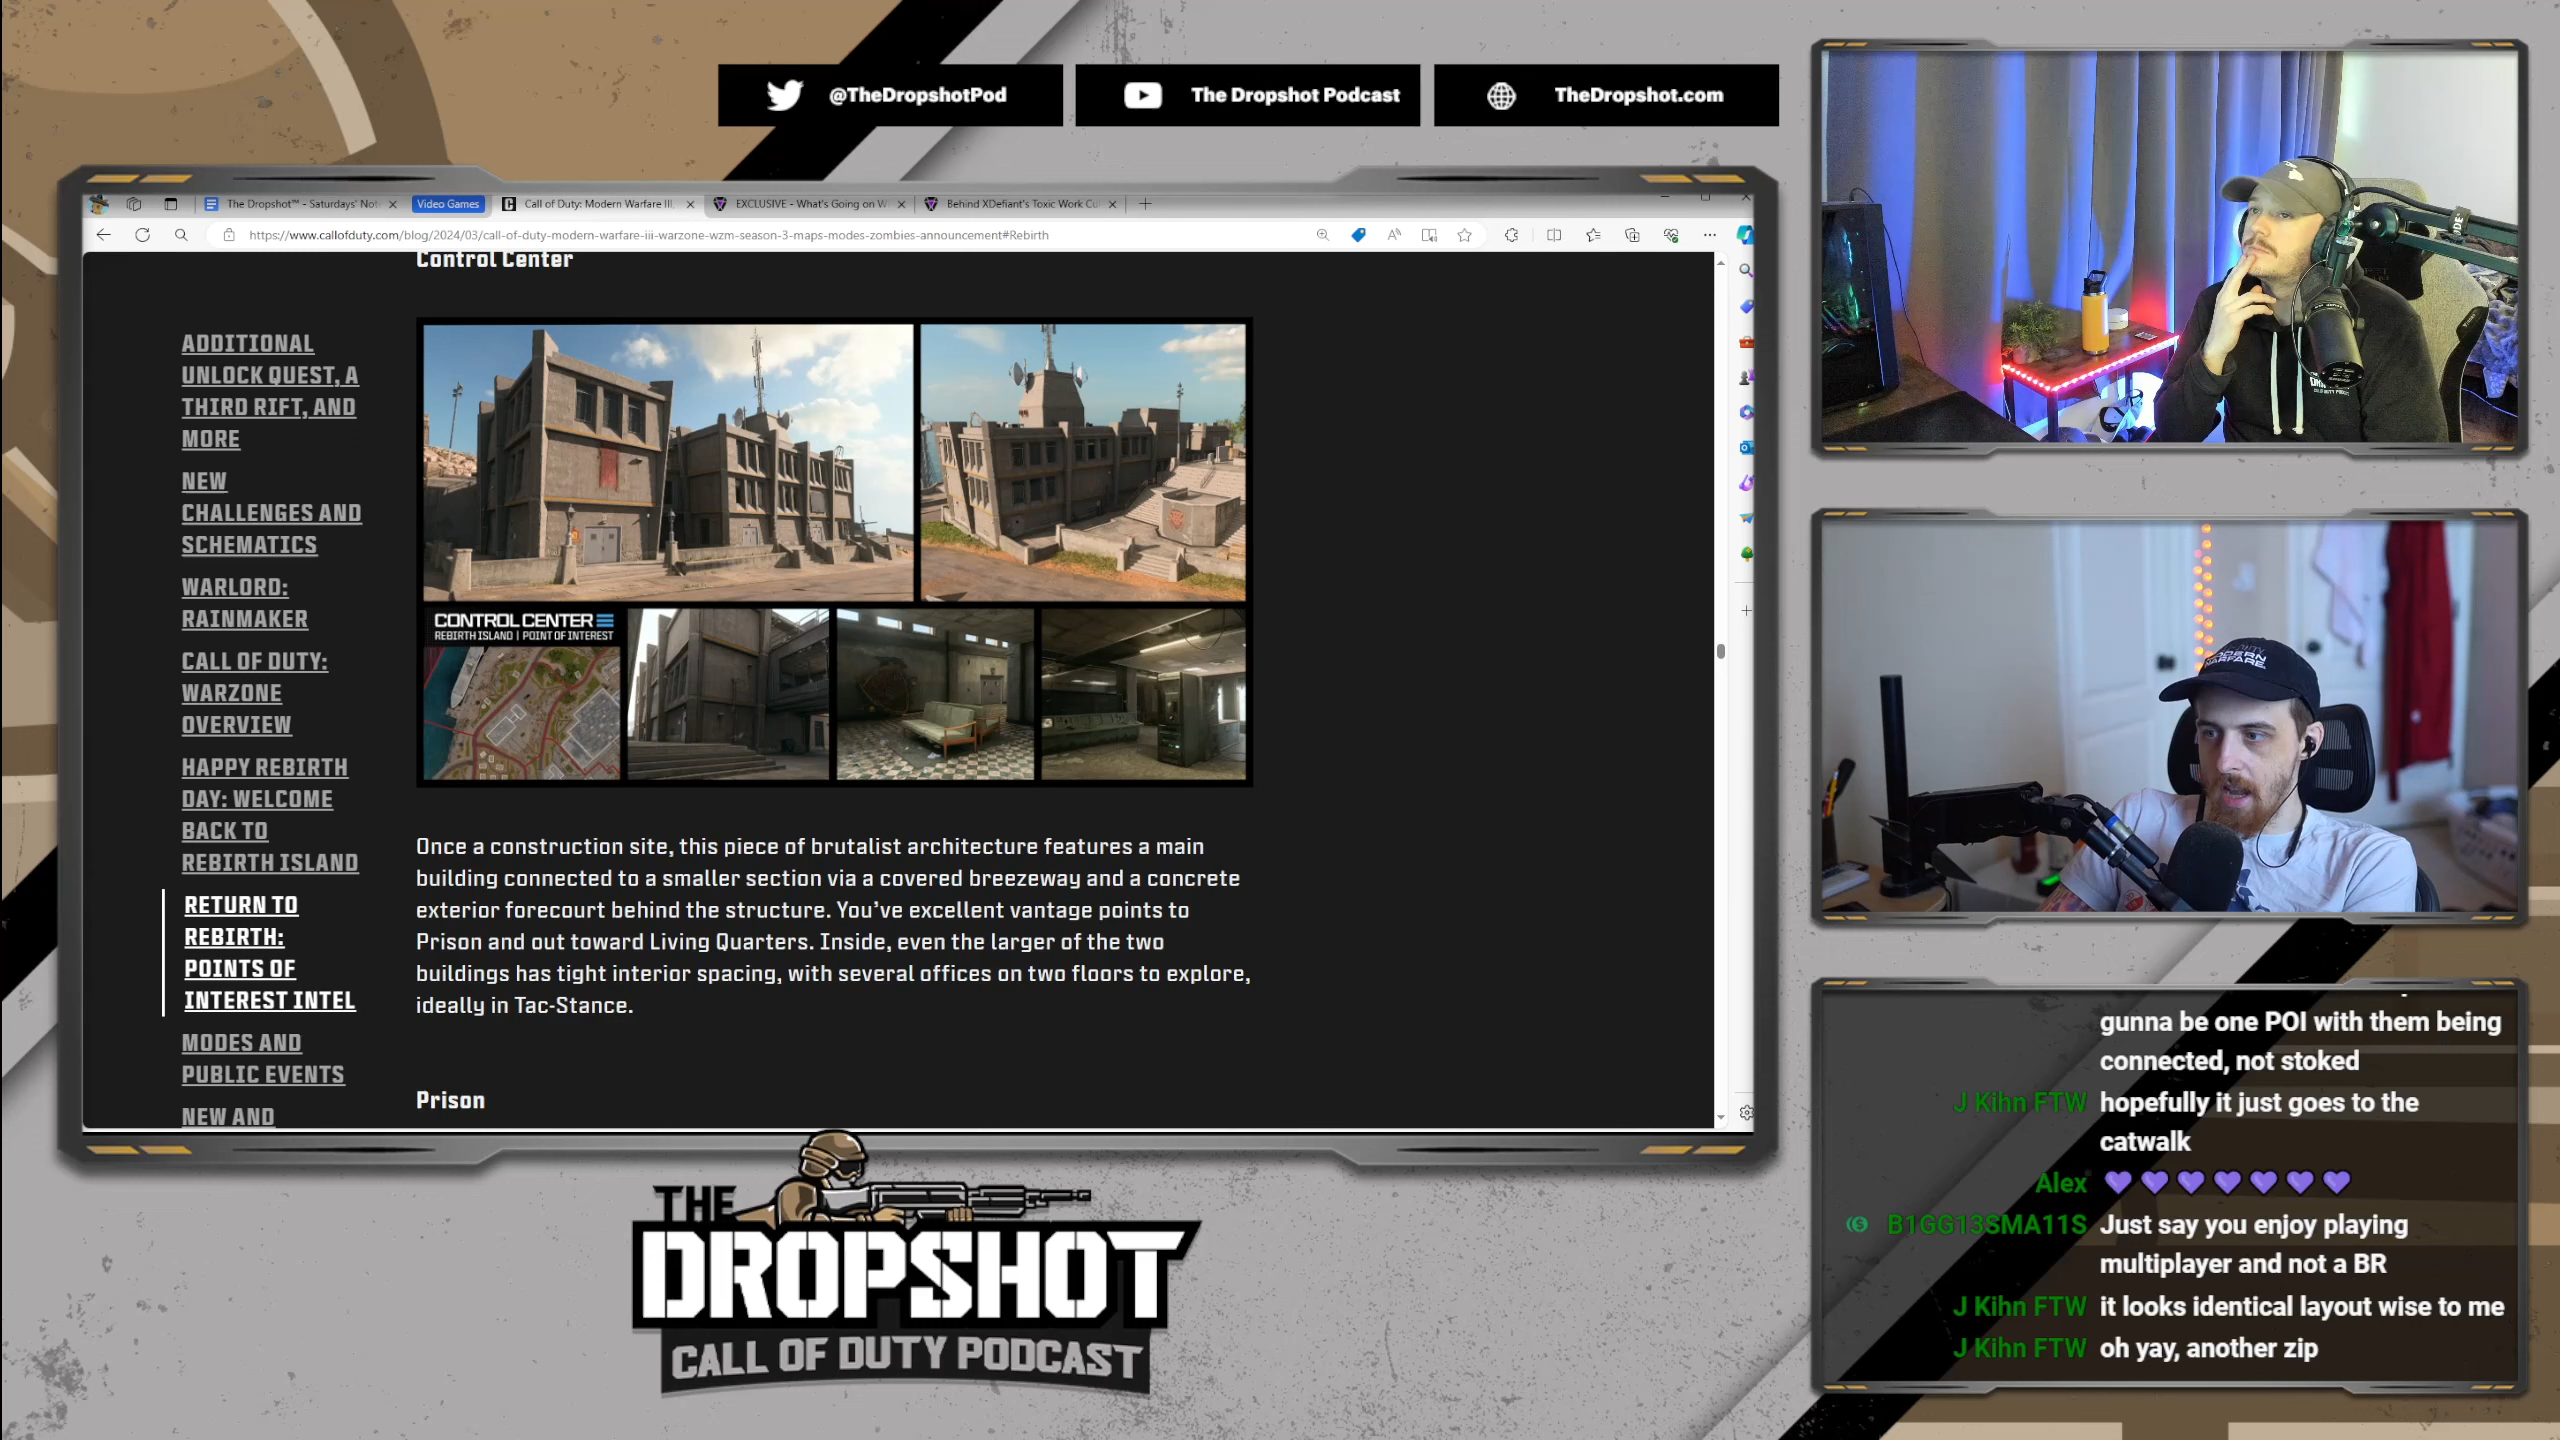 @TheDropshotPod
The Dropshot Podcast
TheDropshot.com
The Dropshot™ - Saturdays' Not
Video Games
Call of Duty: Modern Warfare III,
EXCLUSIVE - What's Going on W
Behind XDefiant's Toxic Work Cu
https://www.callofduty.com/blog/2024/03/call-of-duty-modern-warfare-iii-warzone-wzm-season-3-maps-modes-zombies-announcement#Rebirth
ADDITIONAL
UNLOCK QUEST, A
THIRD RIFT, AND
MORE
NEW
CHALLENGES AND
SCHEMATICS
WARLORD:
RAINMAKER
CALL OF DUTY:
WARZONE
OVERVIEW
HAPPY REBIRTH
DAY: WELCOME
BACK TO
REBIRTH ISLAND
RETURN TO
REBIRTH:
POINTS OF
INTEREST INTEL
MODES AND
PUBLIC EVENTS
NEW AND
Control Center
CONTROL CENTER
REBIRTH ISLAND | POINT OF INTEREST
Once a construction site, this piece of brutalist architecture features a main
building connected to a smaller section via a covered breezeway and a concrete
exterior forecourt behind the structure. You've excellent vantage points to
Prison and out toward Living Quarters. Inside, even the larger of the two
buildings has tight interior spacing, with several offices on two floors to explore,
ideally in Tac-Stance.
Prison
MODERN
WARFARE
gunna be one POI with them being
connected, not stoked
J Kihn FTW hopefully it just goes to the
catwalk
Alex 💜💜💜💜💜💜💜
B1GG13SMA11S Just say you enjoy playing
multiplayer and not a BR
J Kihn FTW it looks identical layout wise to me
J Kihn FTW oh yay, another zip
THE
DROPSHOT
CALL OF DUTY PODCAST